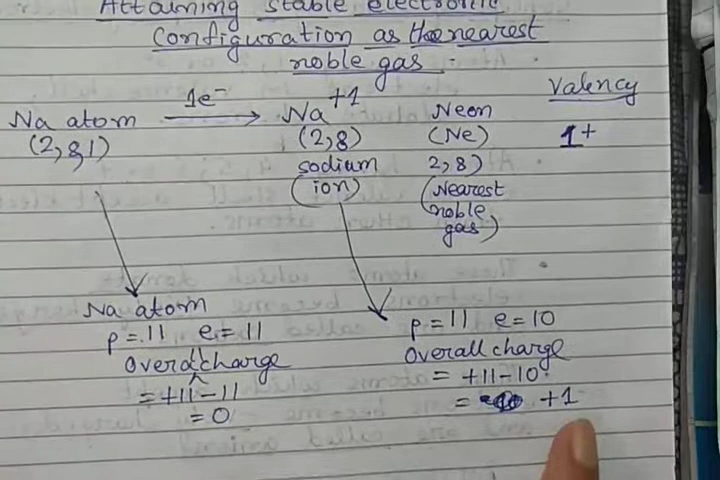 Attaining stable electronic
configuration as the nearest
noble gas.
1e⁻ Valency
Na atom → Na⁺¹ Neon
(2,8,1) (2,8) (Ne) 1+
sodium 2,8)
(ion) (Nearest
noble
gas)
Na atom
p=11 e=11 p=11 e=10
Overall charge Overall charge
=+11-11 = +11-10
=0 = +1